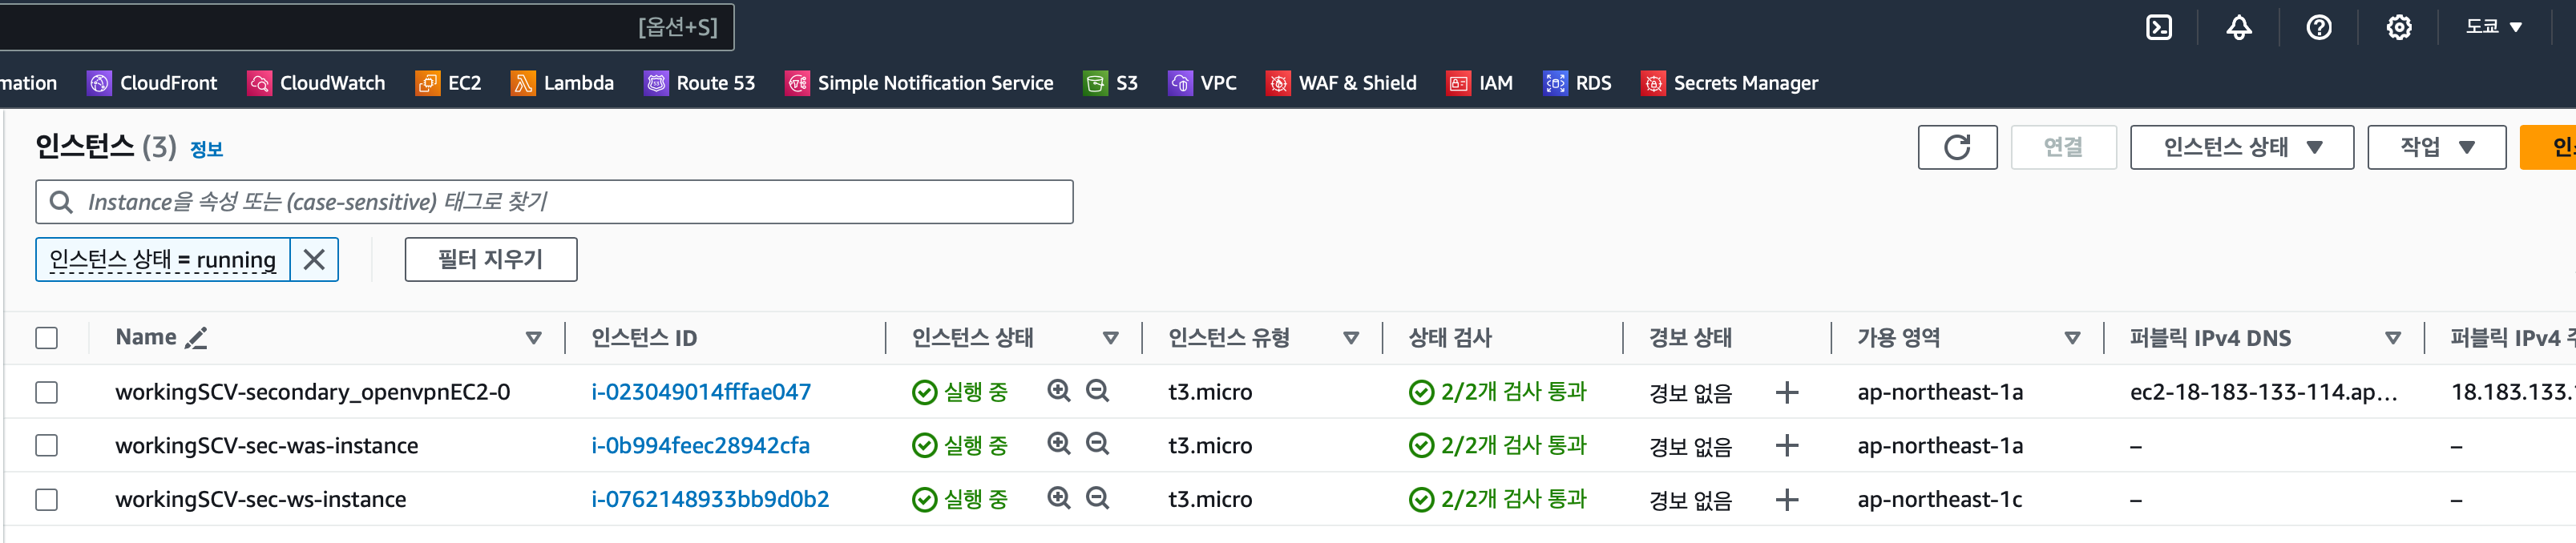 [옵션+S]
도쿄
mation CloudFront CloudWatch EC2 Lambda Route 53 Simple Notification Service S3 VPC WAF & Shield IAM RDS Secrets Manager
인스턴스 (3) 정보
연결 인스턴스 상태 작업
Instance을 속성 또는 (case-sensitive) 태그로 찾기
인스턴스 상태 = running 필터 지우기
Name 인스턴스 ID 인스턴스 상태 인스턴스 유형 상태 검사 경보 상태 가용 영역 퍼블릭 IPv4 DNS 퍼블릭 IPv4
workingSCV-secondary_openvpnEC2-0 i-023049014fffae047 실행 중 t3.micro 2/2개 검사 통과 경보 없음 + ap-northeast-1a ec2-18-183-133-114.ap... 18.183.133.
workingSCV-sec-was-instance i-0b994feec28942cfa 실행 중 t3.micro 2/2개 검사 통과 경보 없음 + ap-northeast-1a – –
workingSCV-sec-ws-instance i-0762148933bb9d0b2 실행 중 t3.micro 2/2개 검사 통과 경보 없음 + ap-northeast-1c – –